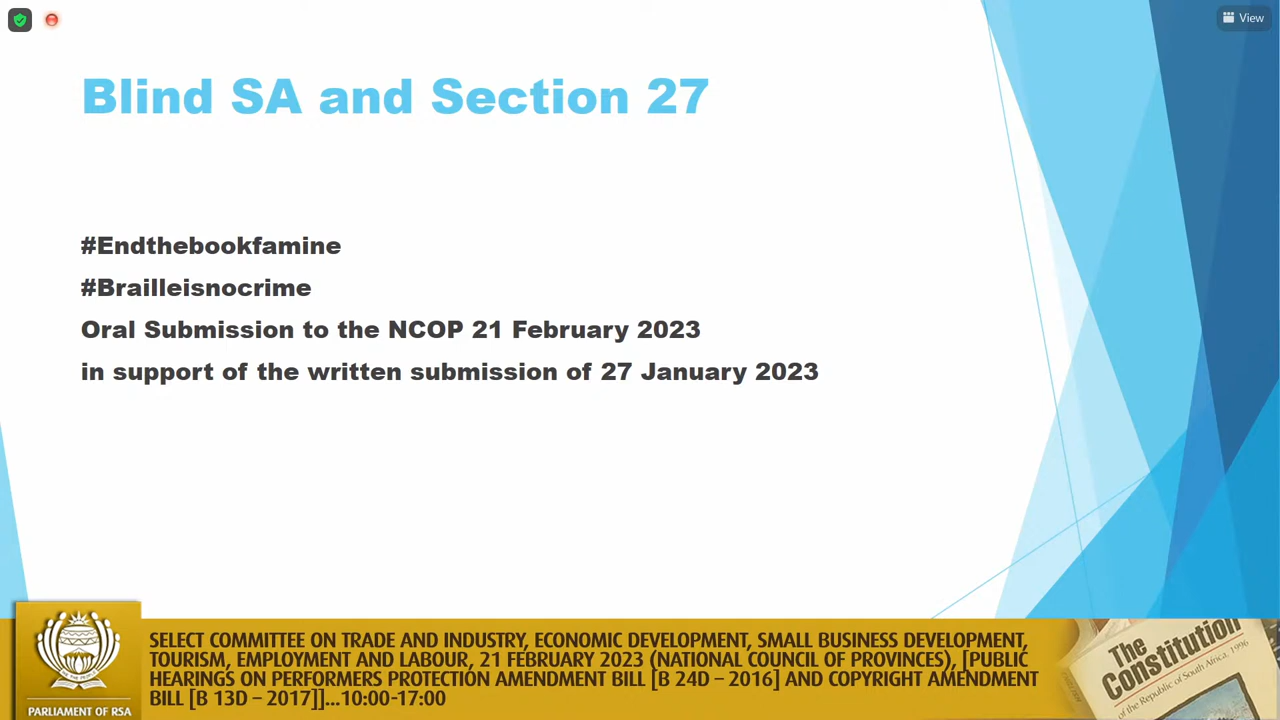 View
Blind SA and Section 27
#Endthebookfamine
#Brailleisnocrime
Oral Submission to the NCOP 21 February 2023
in support of the written submission of 27 January 2023
SELECT COMMITTEE ON TRADE AND INDUSTRY, ECONOMIC DEVELOPMENT, SMALL BUSINESS DEVELOPMENT,
TOURISM, EMPLOYMENT AND LABOUR, 21 FEBRUARY 2023 (NATIONAL COUNCIL OF PROVINCES), [PUBLIC
HEARINGS ON PERFORMERS PROTECTION AMENDMENT BILL [B 24D – 2016] AND COPYRIGHT AMENDMENT
BILL [B 13D – 2017]]...10:00-17:00
PARLIAMENT OF RSA
The
Constitution
of the Republic of South Africa, 1996